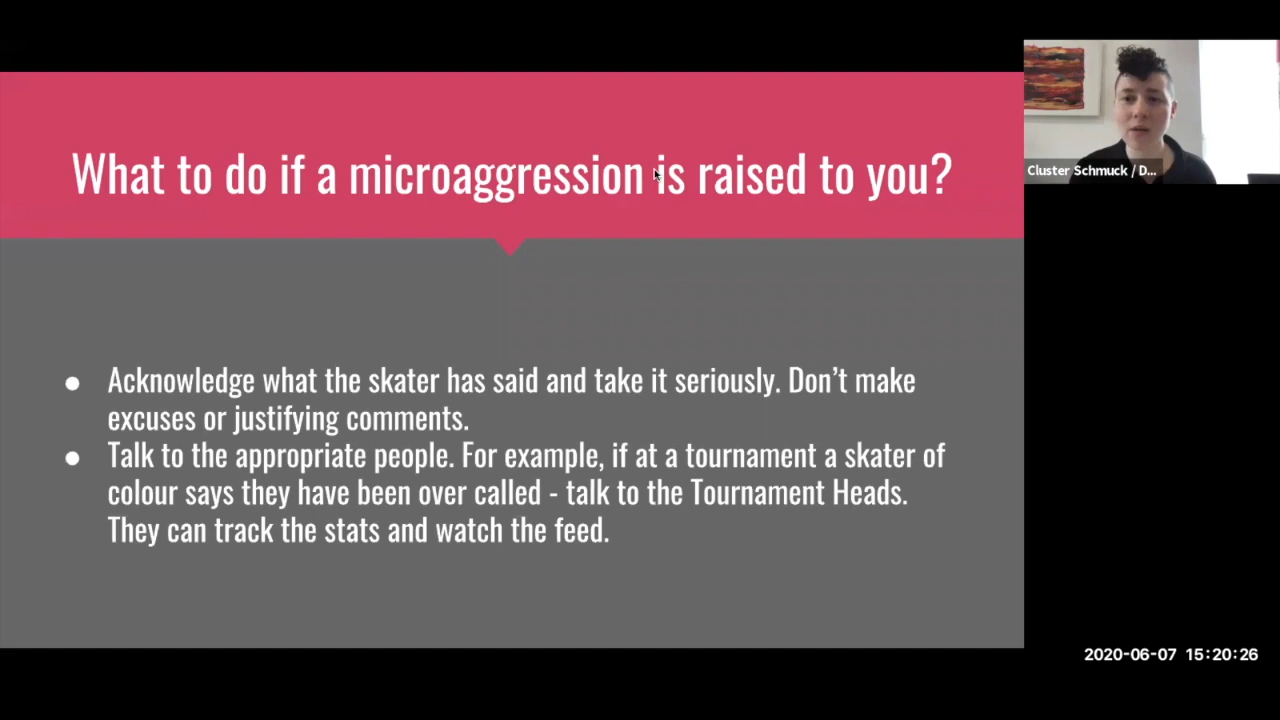 What to do if a microaggression is raised to you?
● Acknowledge what the skater has said and take it seriously. Don’t make
excuses or justifying comments.
● Talk to the appropriate people. For example, if at a tournament a skater of
colour says they have been over called - talk to the Tournament Heads.
They can track the stats and watch the feed.
Cluster Schmuck / D...
2020-06-07 15:20:26